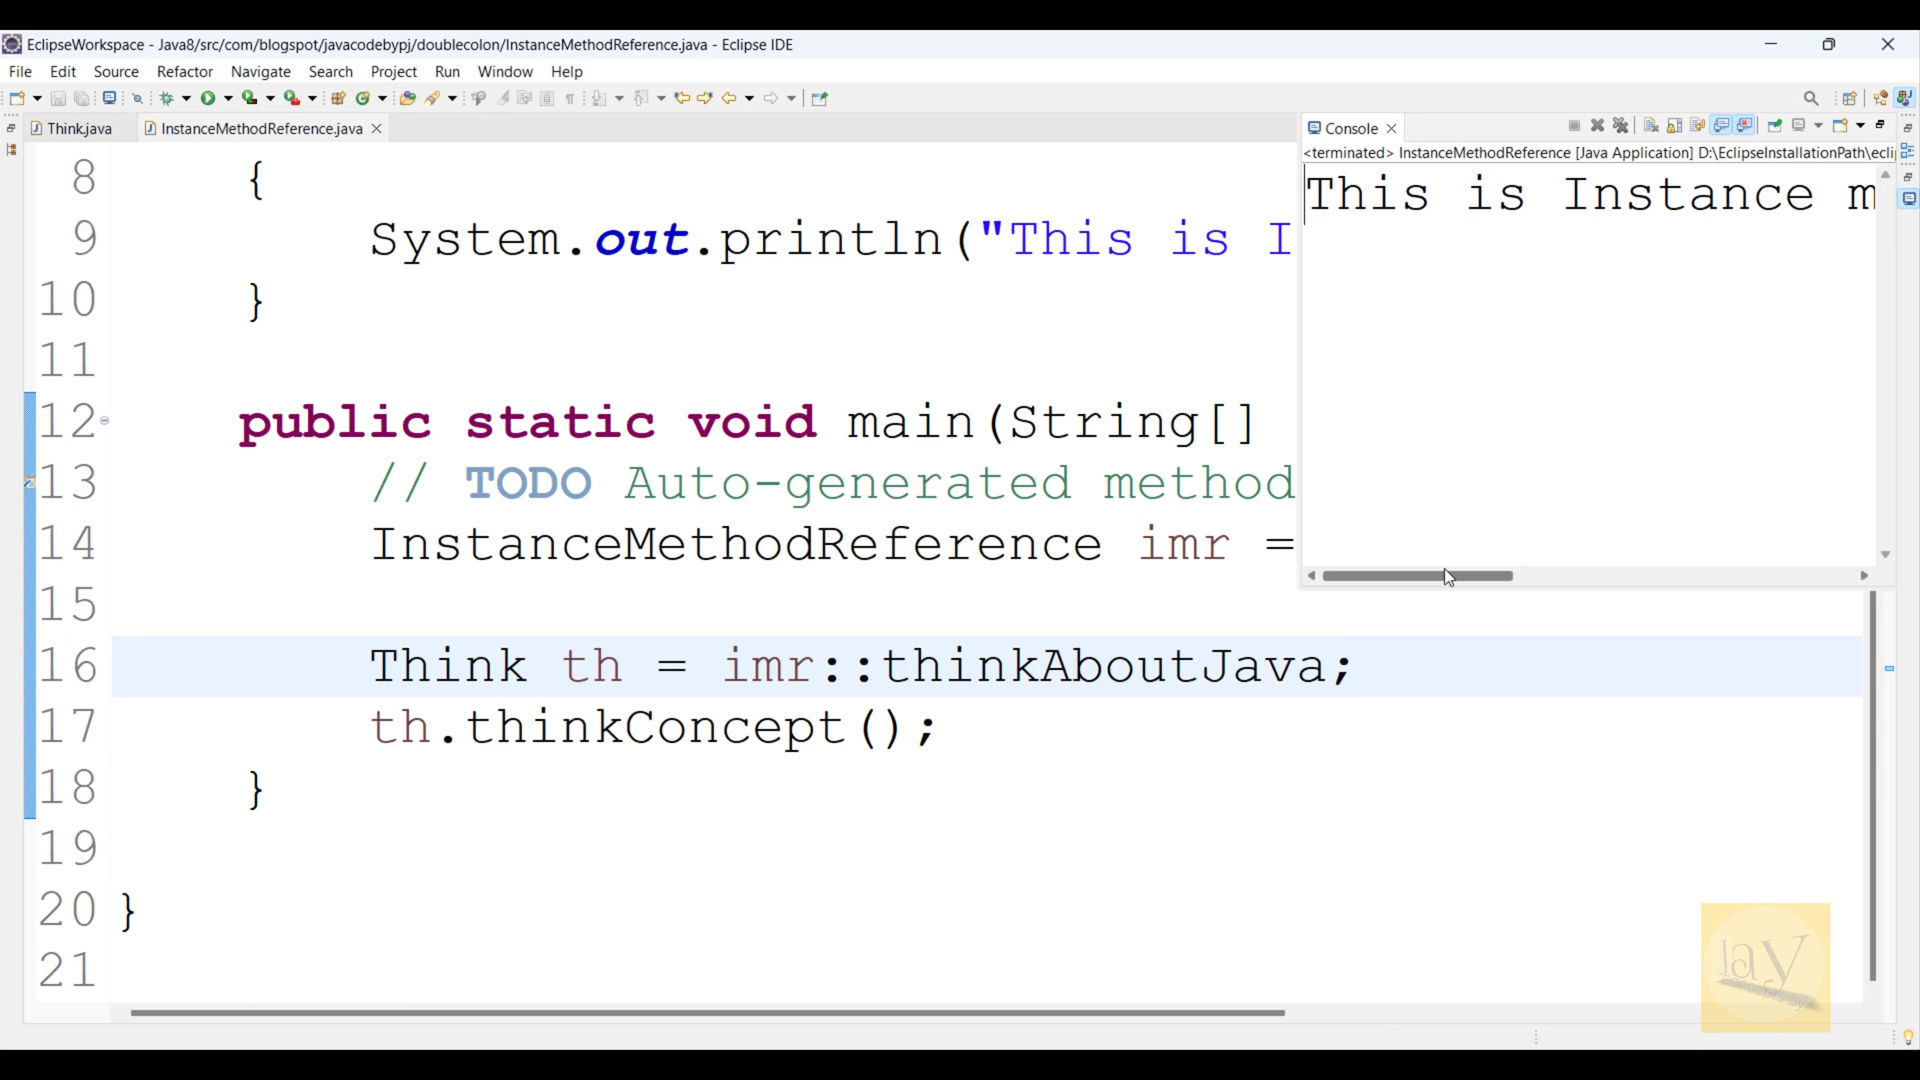 EclipseWorkspace - Java8/src/com/blogspot/javacodebypj/doublecolon/InstanceMethodReference.java - Eclipse IDE
File Edit Source Refactor Navigate Search Project Run Window Help
Think.java InstanceMethodReference.java
Console
<terminated> InstanceMethodReference [Java Application] D:\EclipseInstallationPath\ecli
This is Instance m
8 {
9 System.out.println("This is I
10 }
11
12 public static void main(String[]
13 // TODO Auto-generated method
14 InstanceMethodReference imr =
15
16 Think th = imr::thinkAboutJava;
17 th.thinkConcept();
18 }
19
20 }
21
Jay
concepts by